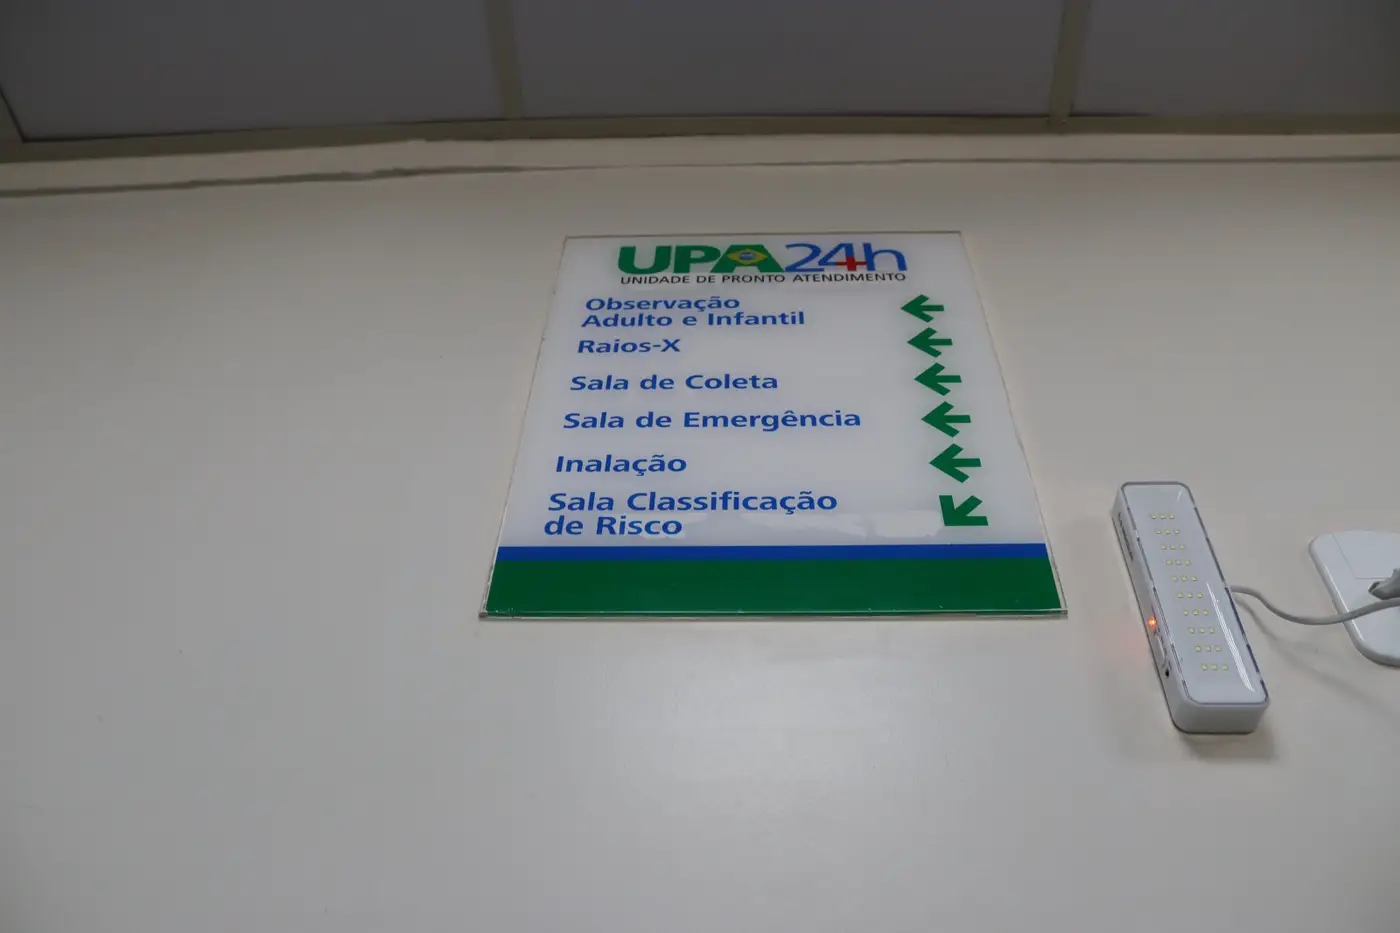 UPA24h
UNIDADE DE PRONTO ATENDIMENTO
Observação
Adulto e Infantil
Raios-X
Sala de Coleta
Sala de Emergência
Inalação
Sala Classificação
de Risco